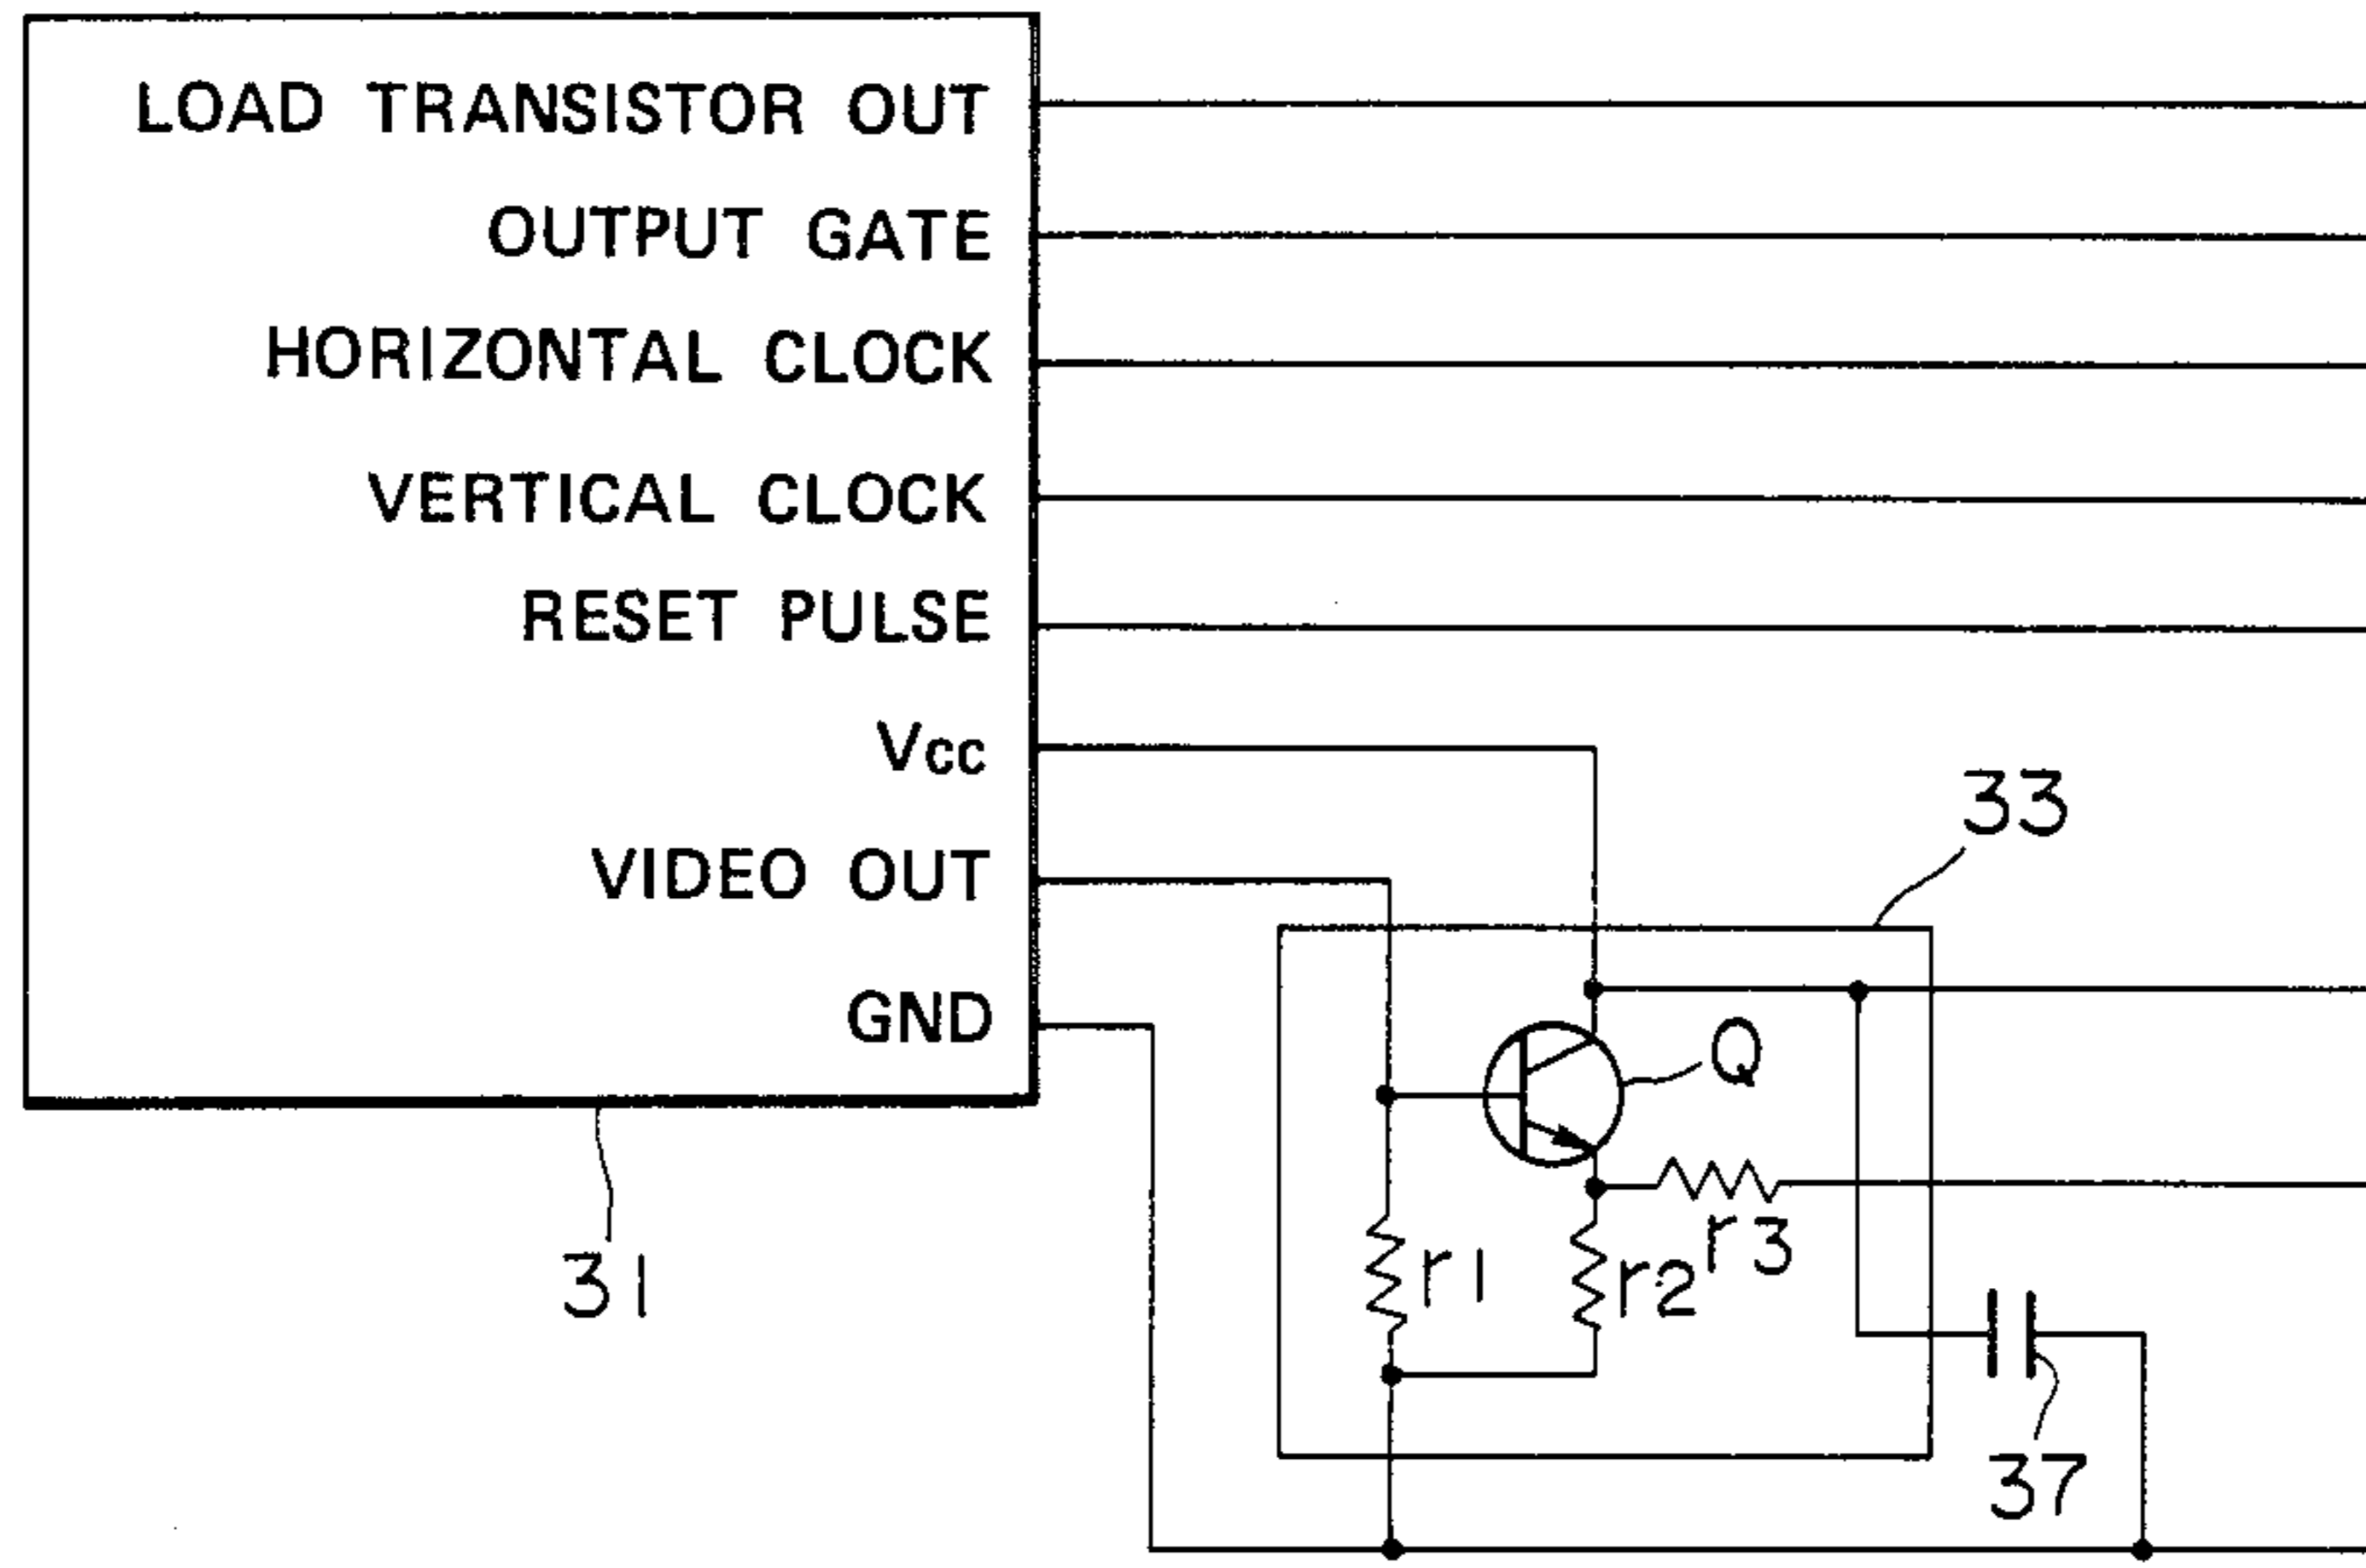 LOAD TRANSISTOR OUT
OUTPUT GATE
HORIZONTAL CLOCK
VERTICAL CLOCK
RESET PULSE
Vcc
33
VIDEO OUT
GND
Q
r3
r1
r2
31
37